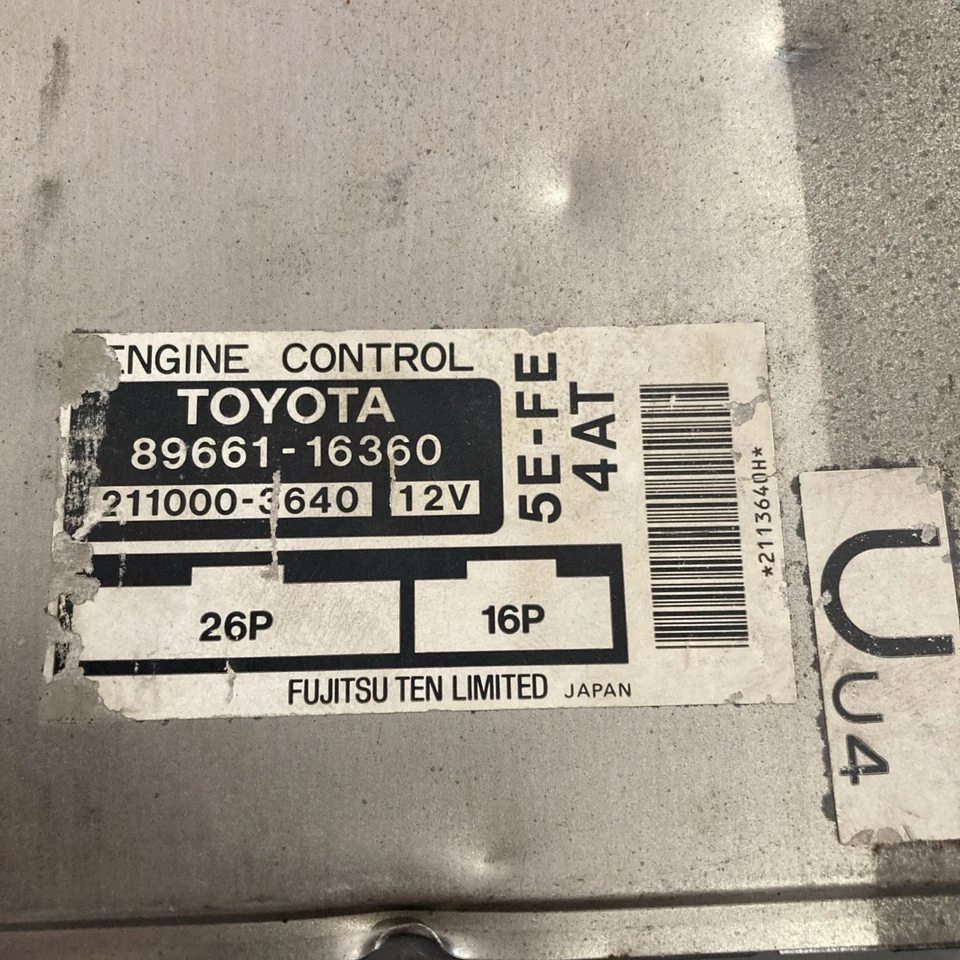 ENGINE CONTROL
TOYOTA
89661-16360
211000-3640 12V
5E-FE
4AT
26P 16P
FUJITSU TEN LIMITED JAPAN
*2113640H*
U
U4